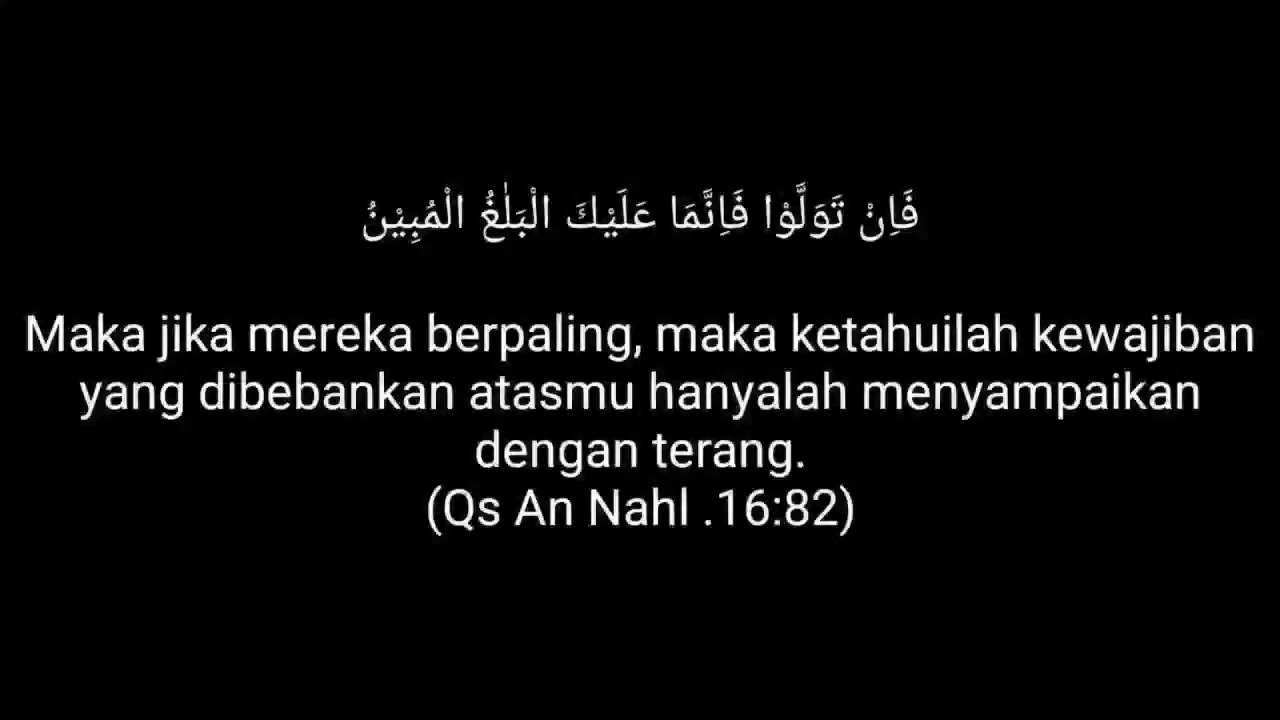 فَاِنْ تَوَلَّوْا فَاِنَّمَا عَلَيْكَ الْبَلٰغُ الْمُبِيْنُ
Maka jika mereka berpaling, maka ketahuilah kewajiban
yang dibebankan atasmu hanyalah menyampaikan
dengan terang.
(Qs An Nahl .16:82)